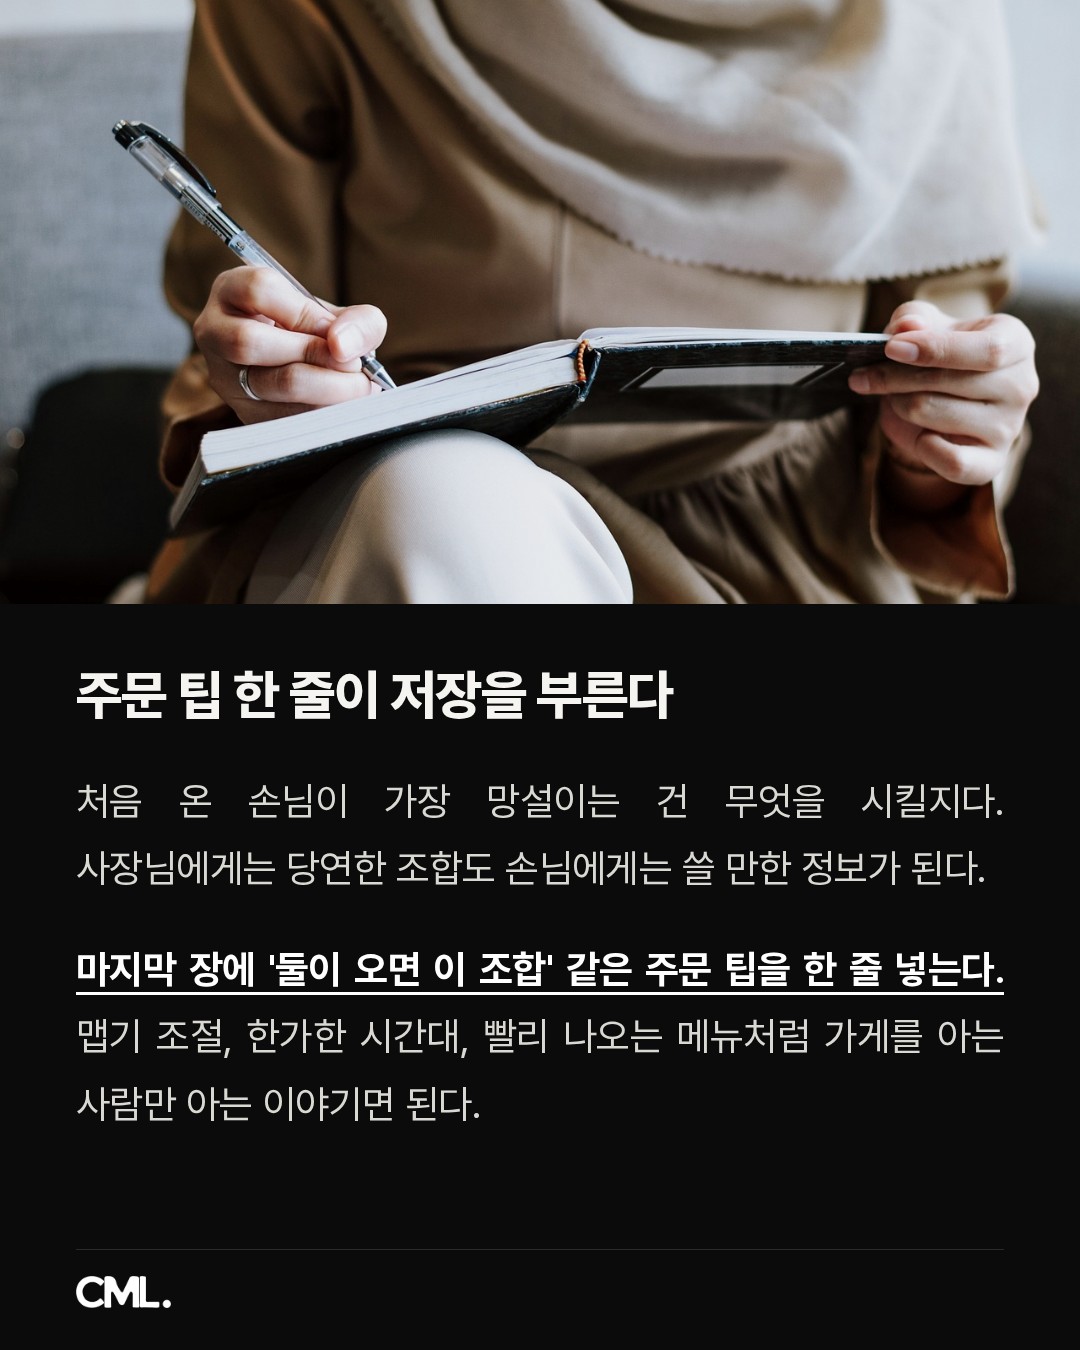 주문 팁 한 줄이 저장을 부른다
처음 온 손님이 가장 망설이는 건 무엇을 시킬지다.
사장님에게는 당연한 조합도 손님에게는 쓸 만한 정보가 된다.
마지막 장에 '둘이 오면 이 조합' 같은 주문 팁을 한 줄 넣는다.
맵기 조절, 한가한 시간대, 빨리 나오는 메뉴처럼 가게를 아는
사람만 아는 이야기면 된다.
CML.